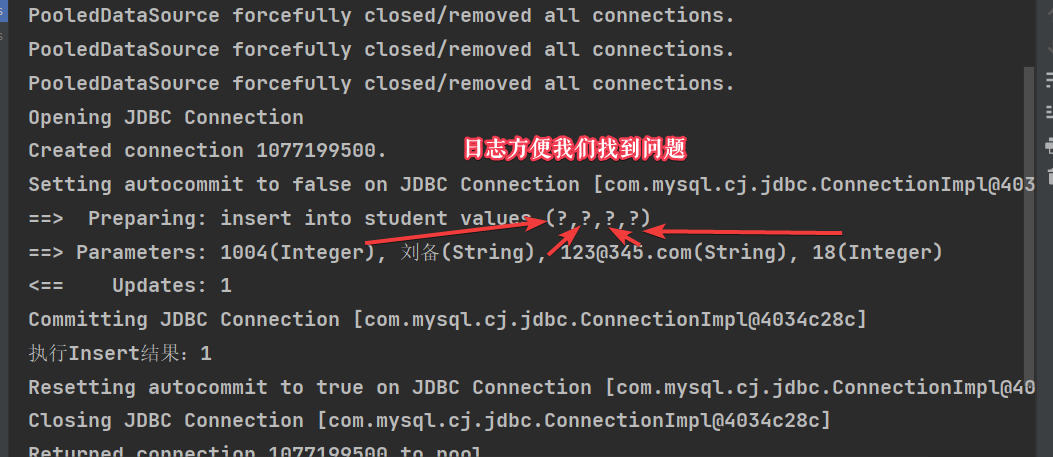 PooledDataSource forcefully closed/removed all connections.
PooledDataSource forcefully closed/removed all connections.
PooledDataSource forcefully closed/removed all connections.
Opening JDBC Connection
Created connection 1077199500.
日志方便我们找到问题
Setting autocommit to false on JDBC Connection [com.mysql.cj.jdbc.ConnectionImpl@403
==>  Preparing: insert into student values (?,?,?,?)
==> Parameters: 1004(Integer), 刘备(String), 123@345.com(String), 18(Integer)
<==    Updates: 1
Committing JDBC Connection [com.mysql.cj.jdbc.ConnectionImpl@4034c28c]
执行Insert结果：1
Resetting autocommit to true on JDBC Connection [com.mysql.cj.jdbc.ConnectionImpl@40
Closing JDBC Connection [com.mysql.cj.jdbc.ConnectionImpl@4034c28c]
Returned connection 1077199500 to pool